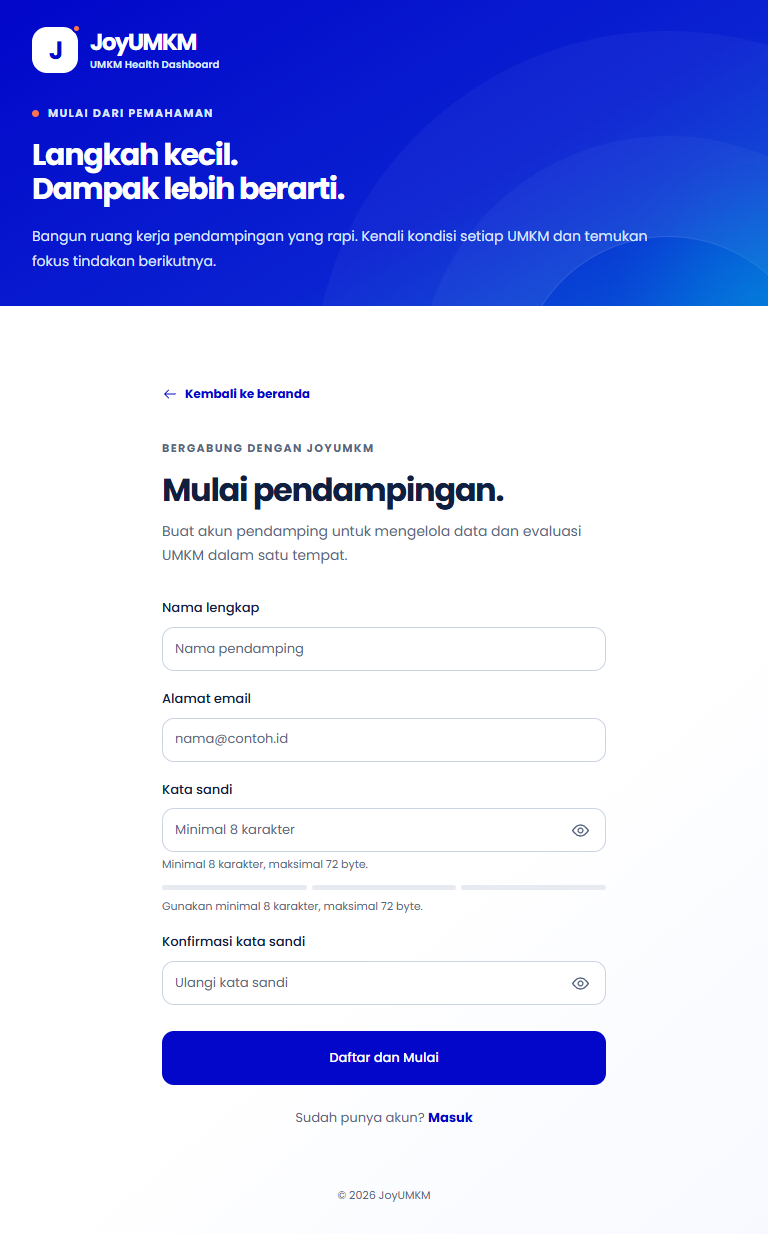 J
JoyUMKM
UMKM Health Dashboard
MULAI DARI PEMAHAMAN
Langkah kecil.
Dampak lebih berarti.
Bangun ruang kerja pendampingan yang rapi. Kenali kondisi setiap UMKM dan temukan
fokus tindakan berikutnya.
← Kembali ke beranda
BERGABUNG DENGAN JOYUMKM
Mulai pendampingan.
Buat akun pendamping untuk mengelola data dan evaluasi
UMKM dalam satu tempat.
Nama lengkap
Nama pendamping
Alamat email
nama@contoh.id
Kata sandi
Minimal 8 karakter
Minimal 8 karakter, maksimal 72 byte.
Gunakan minimal 8 karakter, maksimal 72 byte.
Konfirmasi kata sandi
Ulangi kata sandi
Daftar dan Mulai
Sudah punya akun? Masuk
© 2026 JoyUMKM